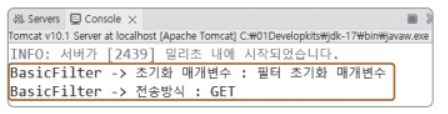 Servers Console
Tomcat v10.1 Server at localhost [Apache Tomcat] C:₩01Developkits₩jdk-17₩bin₩javaw.exe
INFO: 서버가 [2439] 밀리초 내에 시작되었습니다.
BasicFilter -> 초기화 매개변수 : 필터 초기화 매개변수
BasicFilter -> 전송방식 : GET